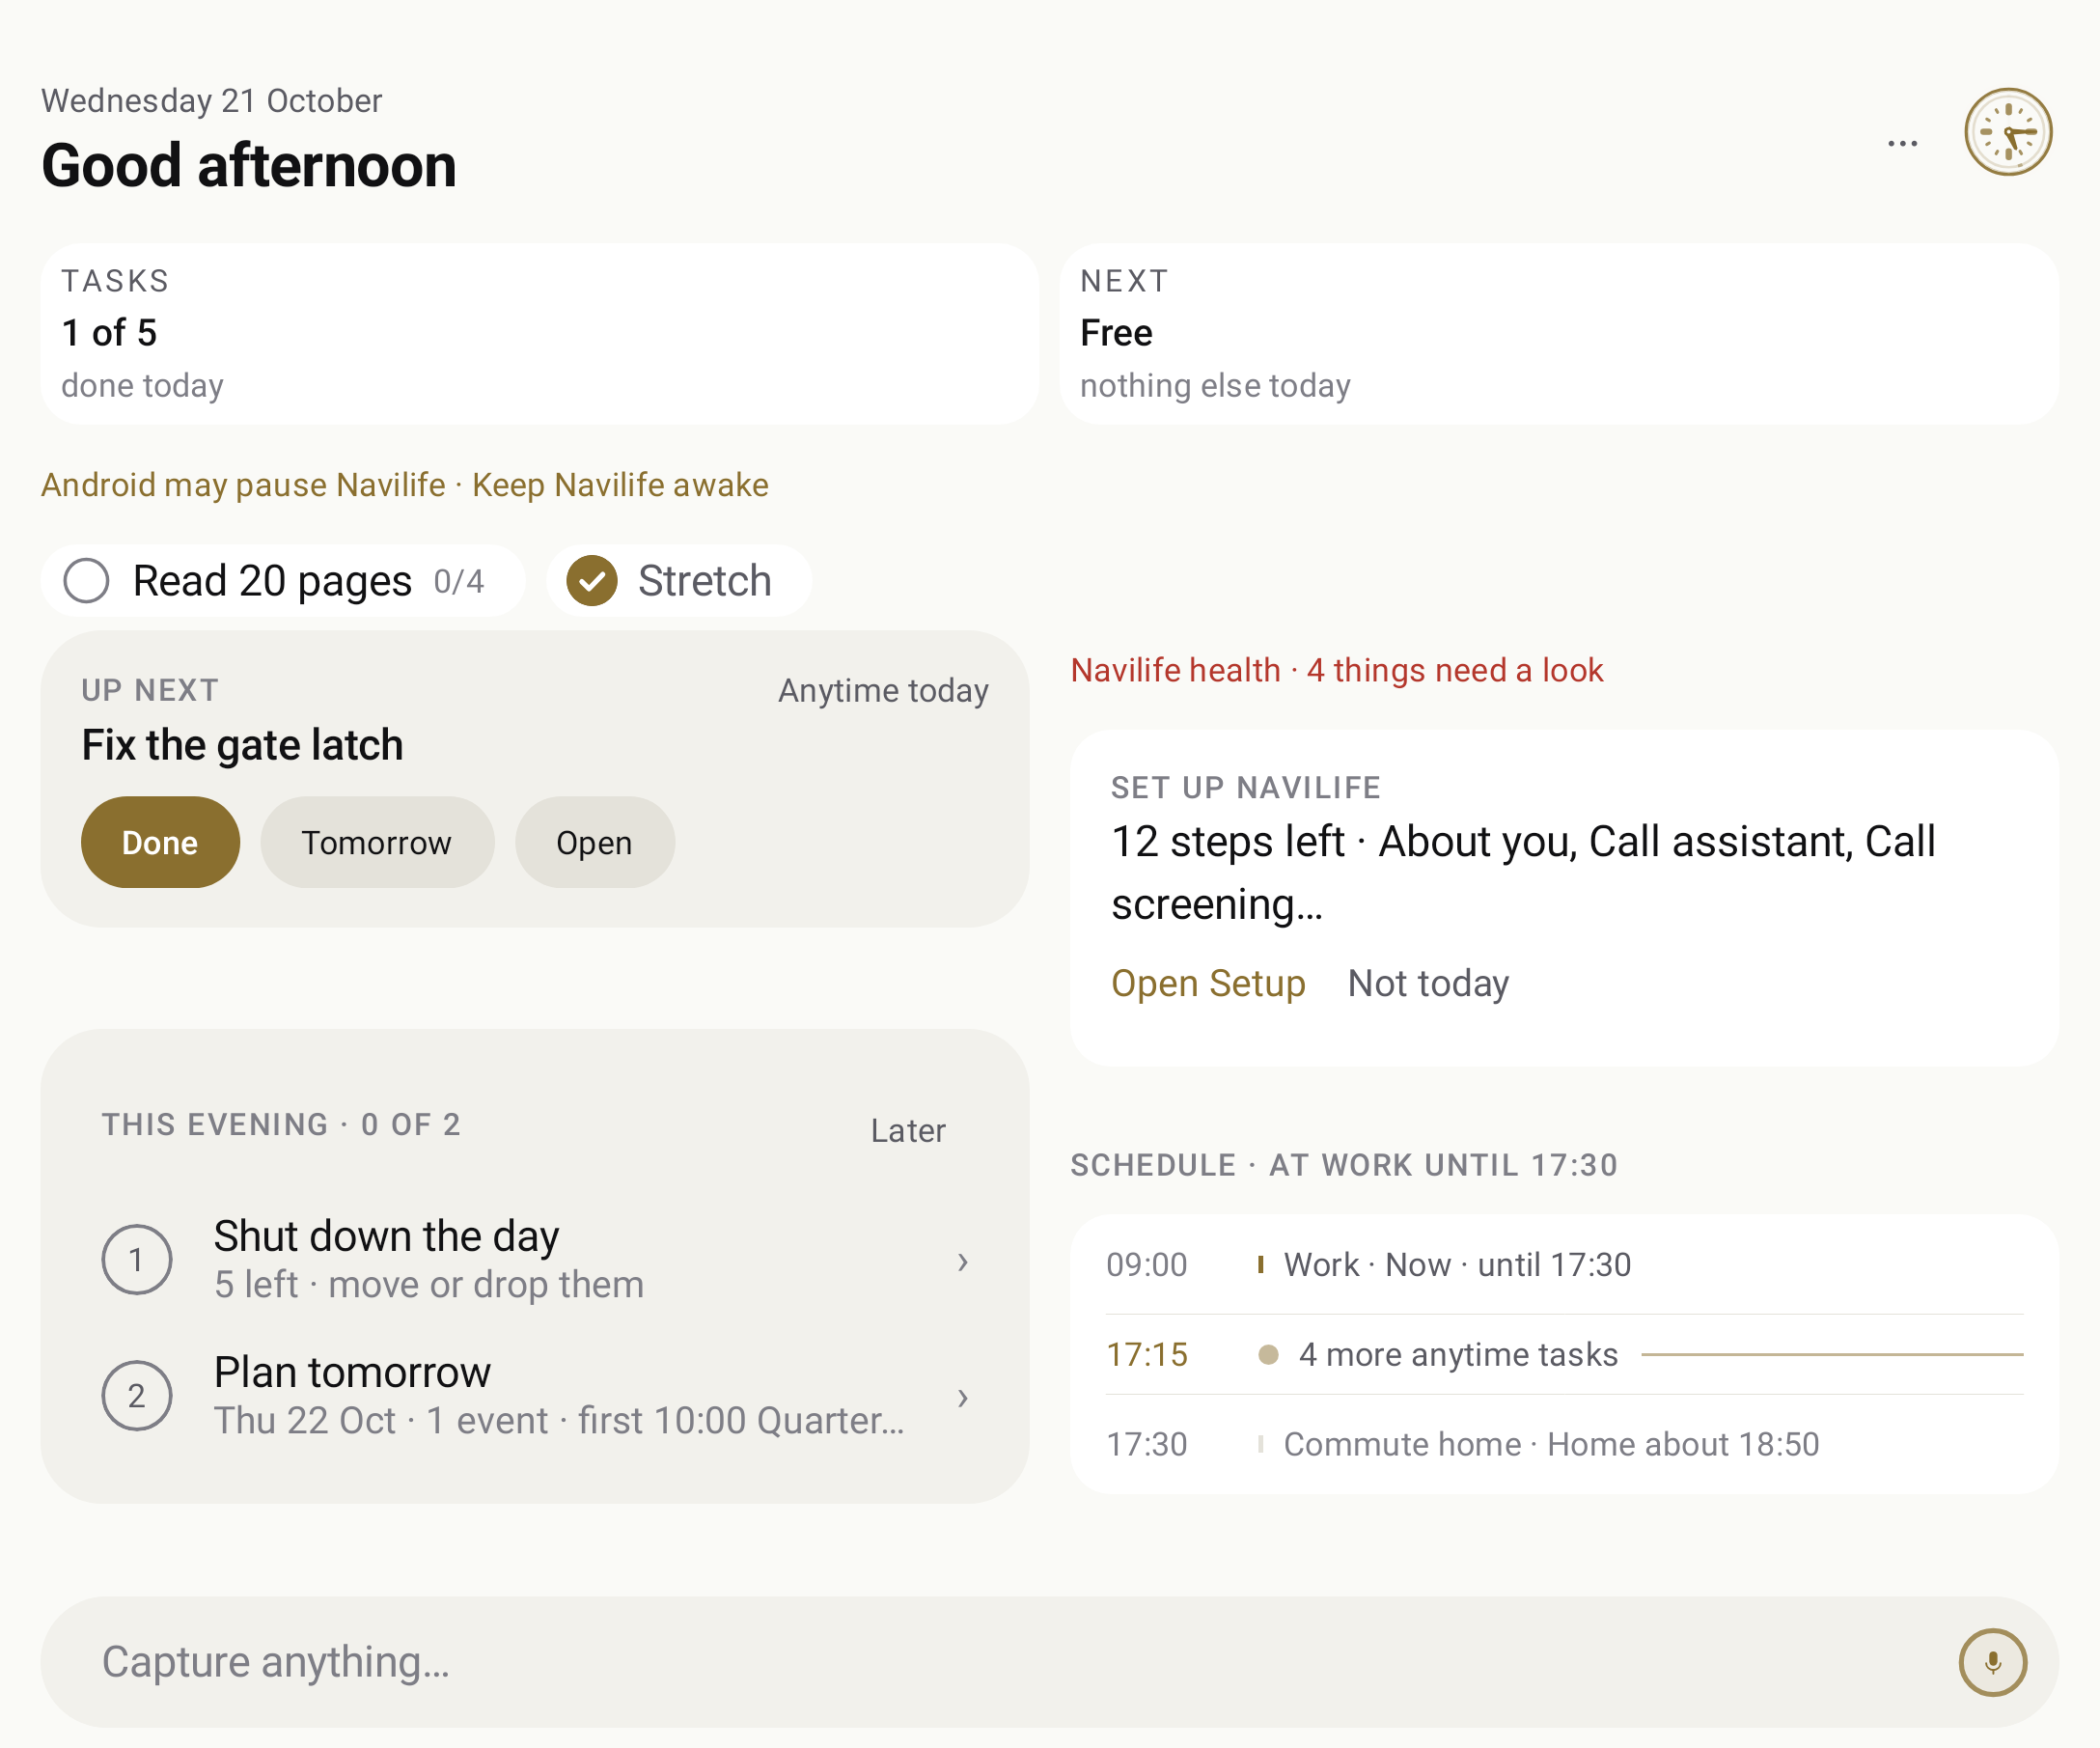 Wednesday 21 October
Good afternoon
...
TASKS
1 of 5
done today
NEXT
Free
nothing else today
Android may pause Navilife · Keep Navilife awake
Read 20 pages 0/4
Stretch
UP NEXT
Anytime today
Fix the gate latch
Done
Tomorrow
Open
Navilife health · 4 things need a look
SET UP NAVILIFE
12 steps left · About you, Call assistant, Call
screening…
Open Setup
Not today
THIS EVENING · 0 OF 2
Later
1
Shut down the day
5 left · move or drop them
›
2
Plan tomorrow
Thu 22 Oct · 1 event · first 10:00 Quarter…
›
SCHEDULE · AT WORK UNTIL 17:30
09:00 Work · Now · until 17:30
17:15 4 more anytime tasks
17:30 Commute home · Home about 18:50
Capture anything…